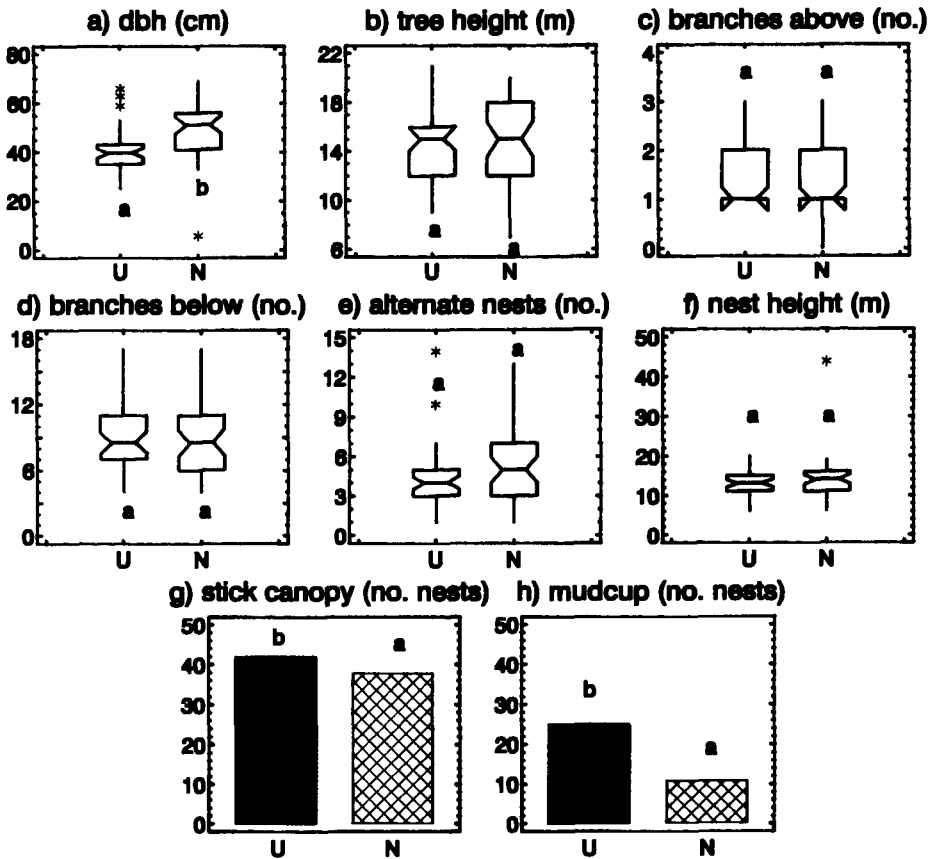 a) dbh (cm) b) tree height (m) c) branches above (no.)
80
60
40
20
0
* * *
a
b
*
U N
22
18
14
10
6
a
a
U N
4
3
2
1
0
a a
U N
d) branches below (no.) e) alternate nests (no.) f) nest height (m)
18
12
6
0
a a
U N
15
12
9
6
3
0
*
a
*
a
U N
50
40
30
20
10
0
*
a a
U N
g) stick canopy (no. nests) h) mudcup (no. nests)
50
40
30
20
10
0
b a
U N
50
40
30
20
10
0
b
a
U N